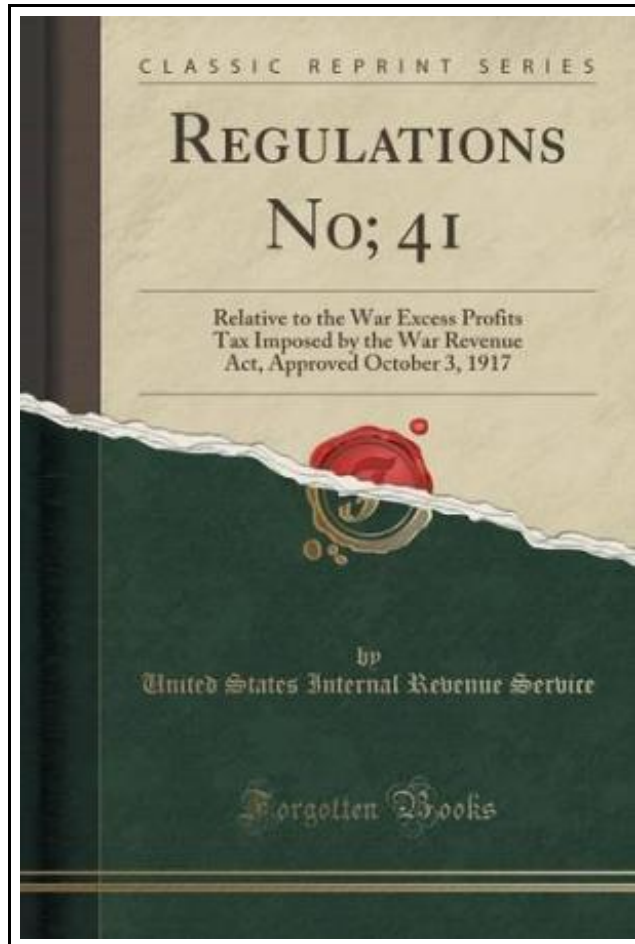 CLASSIC REPRINT SERIES
REGULATIONS
NO; 41
Relative to the War Excess Profits
Tax Imposed by the War Revenue
Act, Approved October 3, 1917
by
United States Internal Revenue Service
Forgotten Books